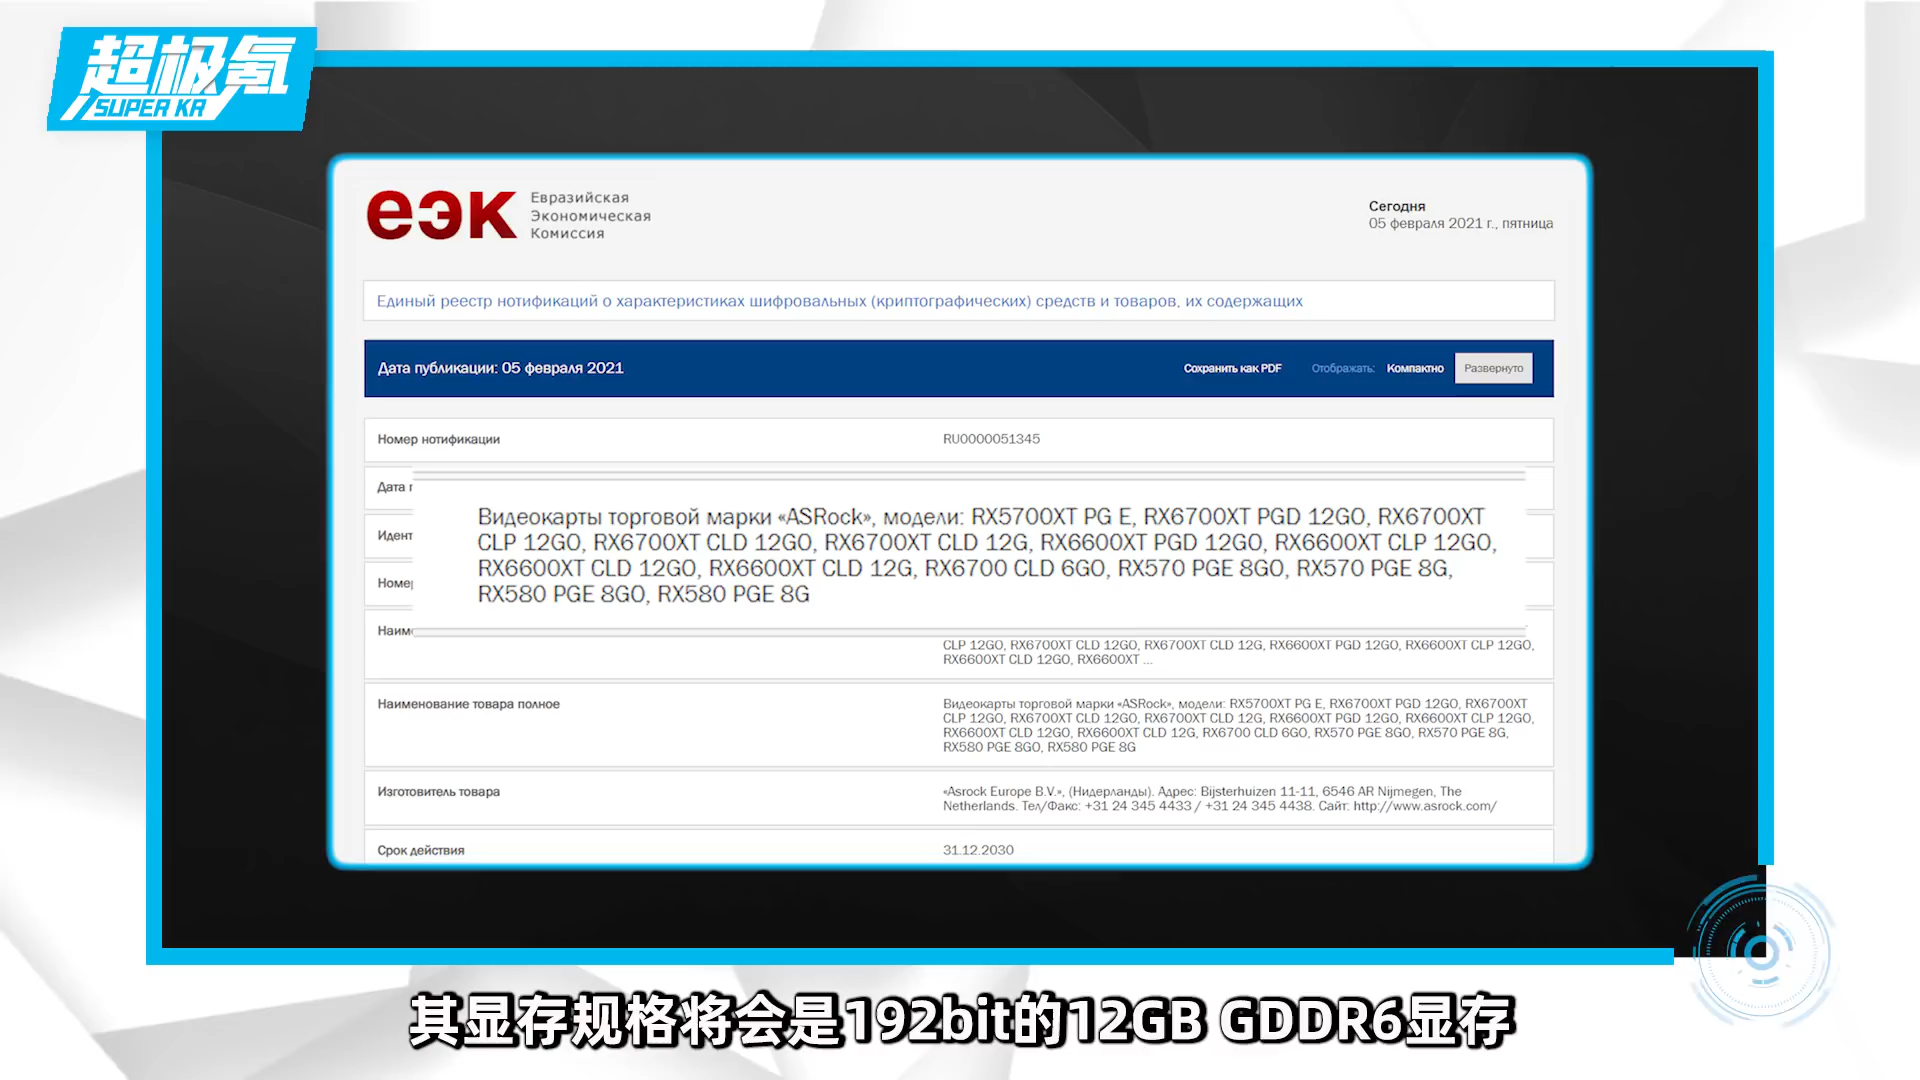 超极氪
SUPER KR
еэк
Евразийская
Экономическая
Комиссия
Сегодня
05 февраля 2021 г., пятница
Единый реестр нотификаций о характеристиках шифровальных (криптографических) средств и товаров, их содержащих
Дата публикации: 05 февраля 2021
Сохранить как PDF
Отображать:
Компактно
Развернуто
Номер нотификации
RU0000051345
Дата
Идент
Номер
Видеокарты торговой марки «ASRock», модели: RX5700XT PG E, RX6700XT PGD 12GO, RX6700XT
CLP 12GO, RX6700XT CLD 12GO, RX6700XT CLD 12G, RX6600XT PGD 12GO, RX6600XT CLP 12GO,
RX6600XT CLD 12GO, RX6600XT CLD 12G, RX6700 CLD 6GO, RX570 PGE 8GO, RX570 PGE 8G,
RX580 PGE 8GO, RX580 PGE 8G
Наим
CLP 12GO, RX6700XT CLD 12GO, RX6700XT CLD 12G, RX6600XT PGD 12GO, RX6600XT CLP 12GO,
RX6600XT CLD 12GO, RX6600XT ...
Наименование товара полное
Видеокарты торговой марки «ASRock», модели: RX5700XT PG E, RX6700XT PGD 12GO, RX6700XT
CLP 12GO, RX6700XT CLD 12GO, RX6700XT CLD 12G, RX6600XT PGD 12GO, RX6600XT CLP 12GO,
RX6600XT CLD 12GO, RX6600XT CLD 12G, RX6700 CLD 6GO, RX570 PGE 8GO, RX570 PGE 8G,
RX580 PGE 8GO, RX580 PGE 8G
Изготовитель товара
«Asrock Europe B.V.», (Нидерланды). Адрес: Bijsterhuizen 11-11, 6546 AR Nijmegen, The
Netherlands. Тел/Факс: +31 24 345 4433 / +31 24 345 4438. Сайт: http://www.asrock.com/
Срок действия
31.12.2030
其显存规格将会是192bit的12GB GDDR6显存